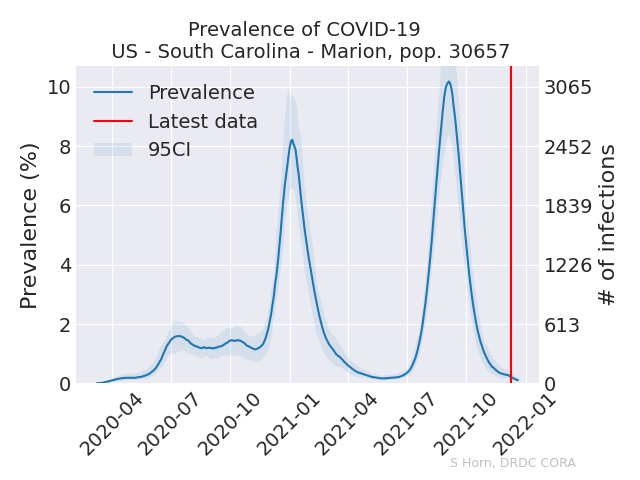 Prevalence of COVID-19
US - South Carolina - Marion, pop. 30657
Prevalence
Latest data
95CI
Prevalence (%)
10
8
6
4
2
0
3065
2452
1839
1226
613
0
# of infections
2020-04
2020-07
2020-10
2021-01
2021-04
2021-07
2021-10
2022-01
S Horn, DRDC CORA